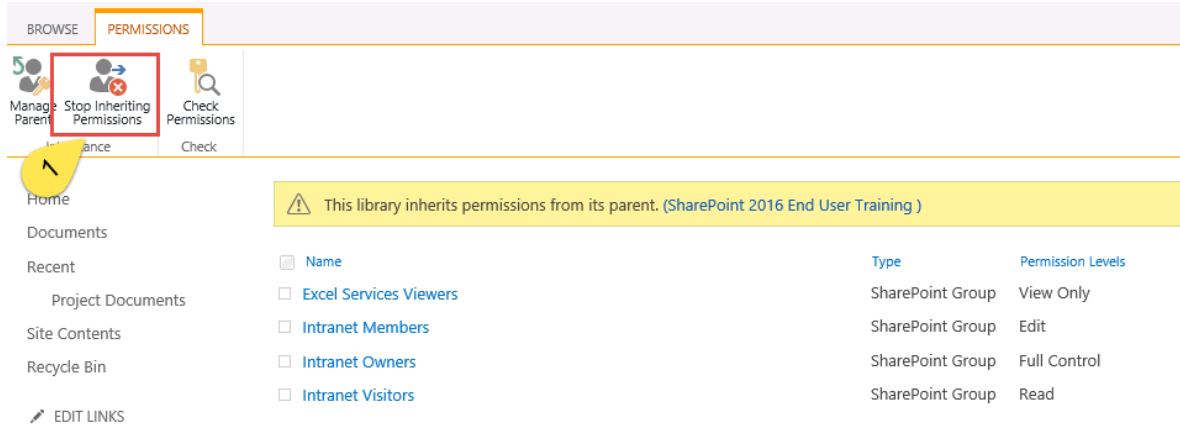 BROWSE PERMISSIONS
Manage Parent
Stop Inheriting Permissions
Check Permissions
Check
1
Home
Documents
Recent
Project Documents
Site Contents
Recycle Bin
EDIT LINKS
This library inherits permissions from its parent. (SharePoint 2016 End User Training )
Name Type Permission Levels
Excel Services Viewers SharePoint Group View Only
Intranet Members SharePoint Group Edit
Intranet Owners SharePoint Group Full Control
Intranet Visitors SharePoint Group Read